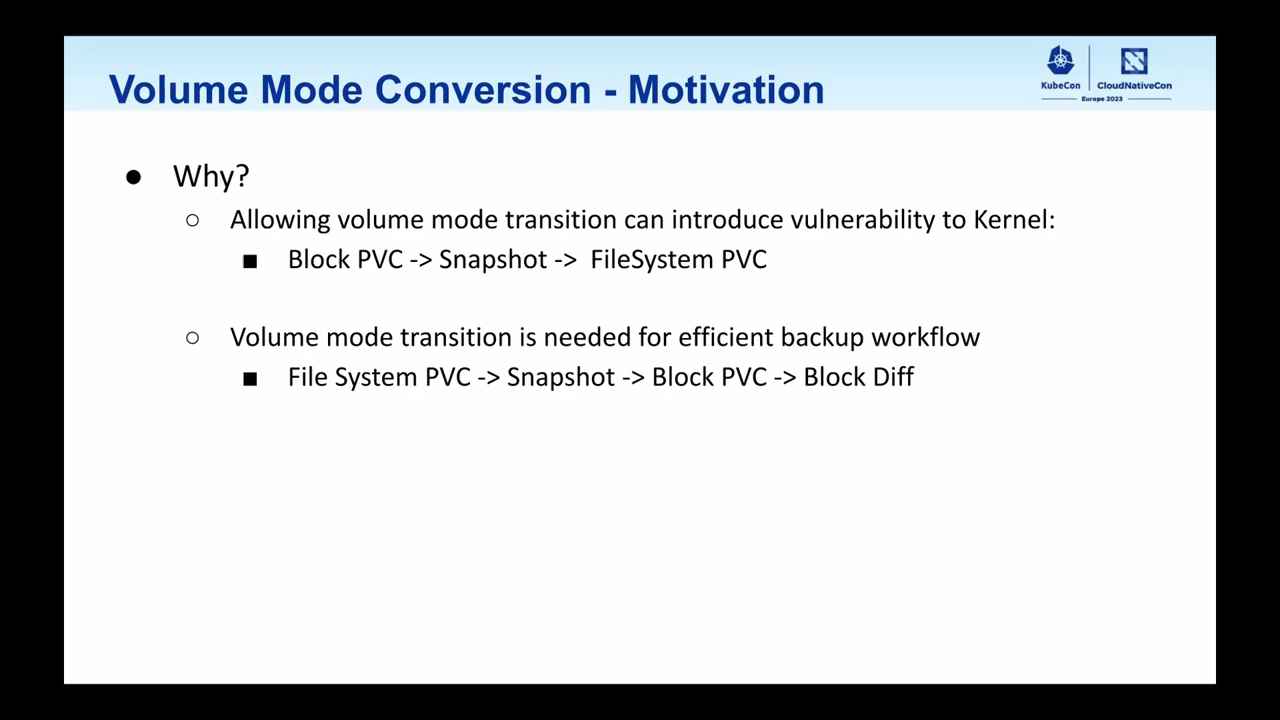 Volume Mode Conversion - Motivation
KubeCon
CloudNativeCon
Europe 2023
● Why?
○ Allowing volume mode transition can introduce vulnerability to Kernel:
■ Block PVC -> Snapshot -> FileSystem PVC
○ Volume mode transition is needed for efficient backup workflow
■ File System PVC -> Snapshot -> Block PVC -> Block Diff